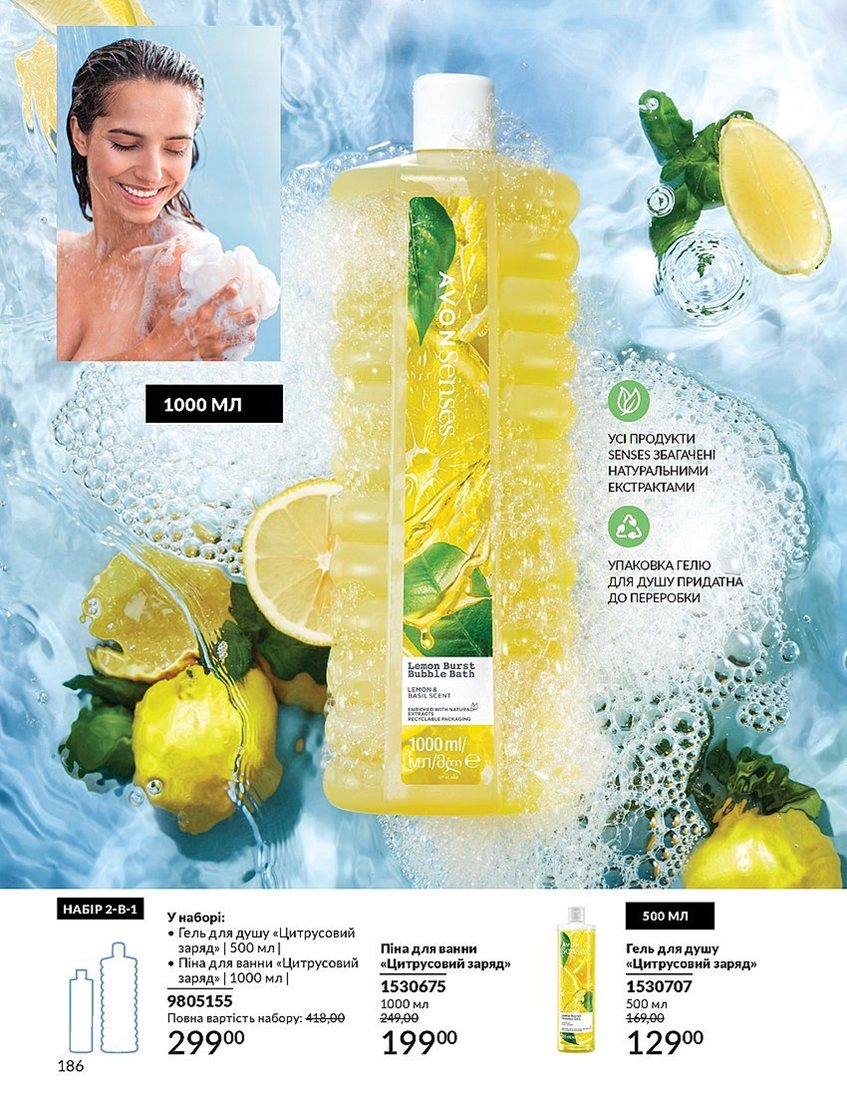 1000 МЛ
AVON Senses
УСІ ПРОДУКТИ
SENSES ЗБАГАЧЕНІ
НАТУРАЛЬНИМИ
ЕКСТРАКТАМИ
УПАКОВКА ГЕЛЮ
ДЛЯ ДУШУ ПРИДАТНА
ДО ПЕРЕРОБКИ
Lemon Burst
Bubble Bath
LEMON &
BASIL SCENT
ENRICHED WITH NATURAL
EXTRACTS
RECYCLABLE PACKAGING
1000 ml/
МЛ/მლ ℮
НАБІР 2-В-1
У наборі:
• Гель для душу «Цитрусовий
заряд» | 500 мл |
• Піна для ванни «Цитрусовий
заряд» | 1000 мл |
9805155
Повна вартість набору: 418,00
29900
Піна для ванни
«Цитрусовий заряд»
1530675
1000 мл
249,00
19900
AVON
Senses
500 МЛ
Гель для душу
«Цитрусовий заряд»
1530707
500 мл
169,00
12900
186